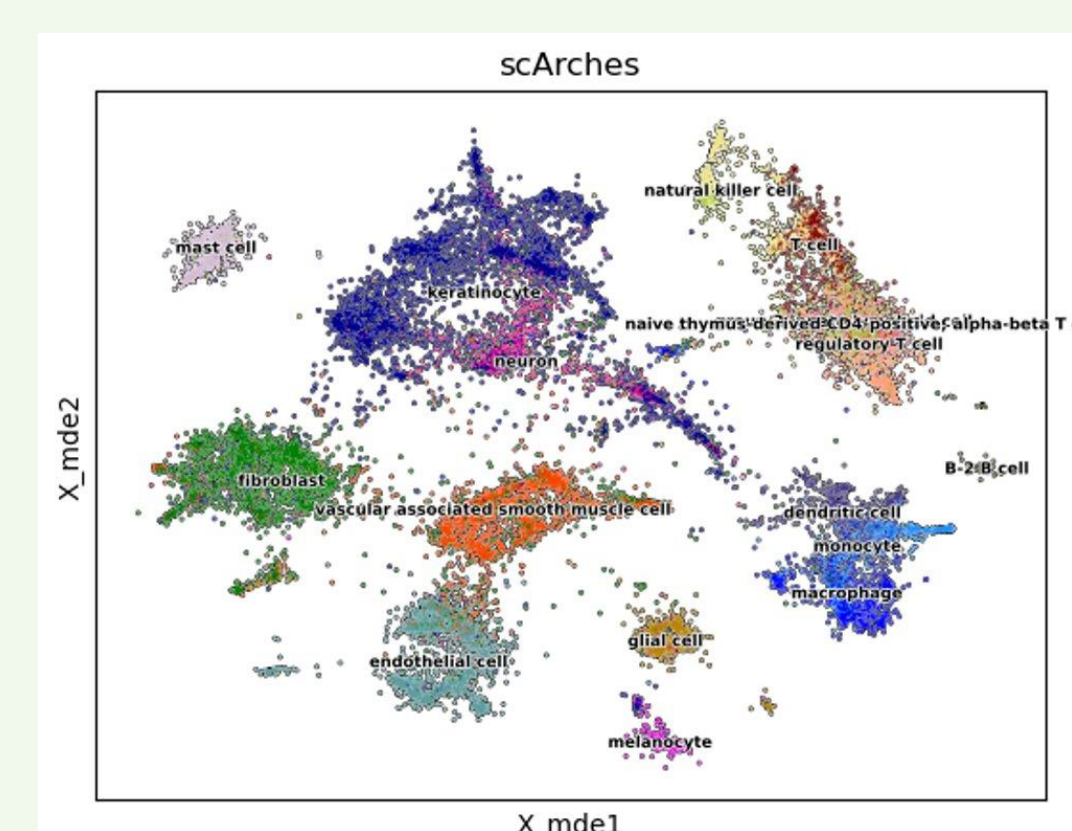 scArches
natural killer cell
mast cell
T cell
keratinocyte
naive thymus-derived CD4-positive, alpha-beta T
regulatory T cell
neuron
B-2 B cell
fibroblast
vascular associated smooth muscle cell
dendritic cell
monocyte
macrophage
glial cell
endothelial cell
melanocyte
X_mde2
X_mde1